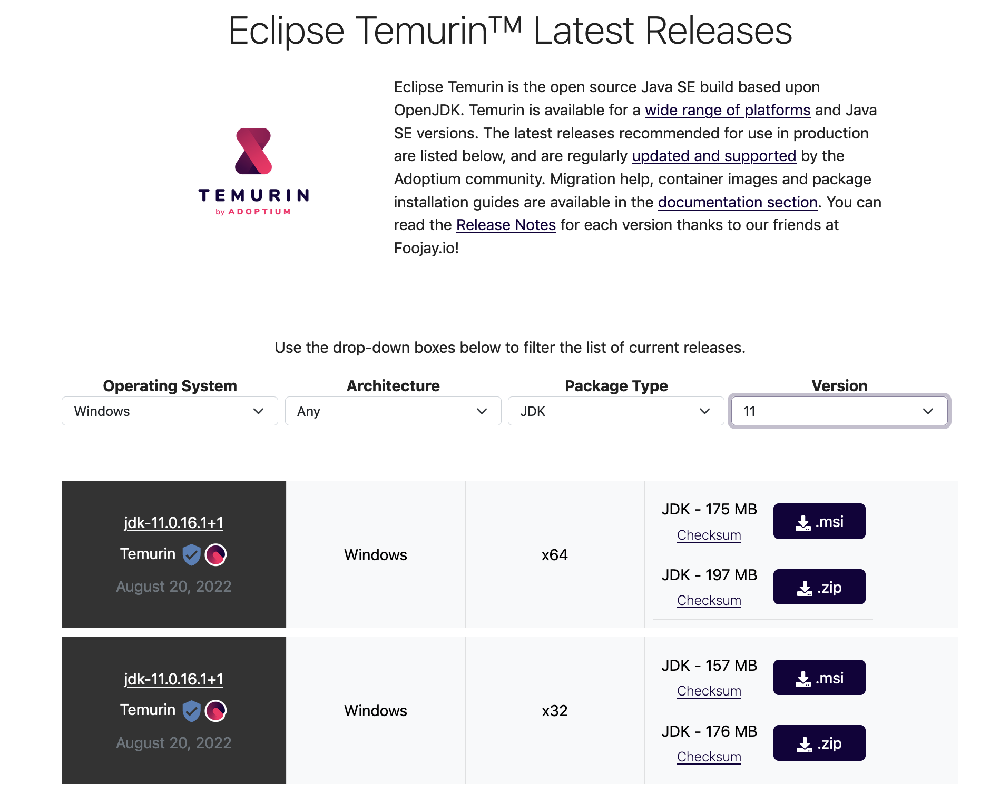 Eclipse Temurin™ Latest Releases
Eclipse Temurin is the open source Java SE build based upon
OpenJDK. Temurin is available for a wide range of platforms and Java
SE versions. The latest releases recommended for use in production
are listed below, and are regularly updated and supported by the
Adoptium community. Migration help, container images and package
installation guides are available in the documentation section. You can
read the Release Notes for each version thanks to our friends at
Foojay.io!
TEMURIN
by ADOPTIUM
Use the drop-down boxes below to filter the list of current releases.
Operating System Architecture Package Type Version
Windows Any JDK 11
jdk-11.0.16.1+1
Temurin
August 20, 2022
Windows
x64
JDK - 175 MB
Checksum
.msi
JDK - 197 MB
Checksum
.zip
jdk-11.0.16.1+1
Temurin
August 20, 2022
Windows
x32
JDK - 157 MB
Checksum
.msi
JDK - 176 MB
Checksum
.zip